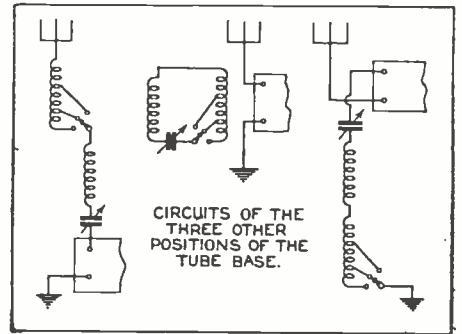 CIRCUITS OF THE
THREE OTHER
POSITIONS OF THE
TUBE BASE.